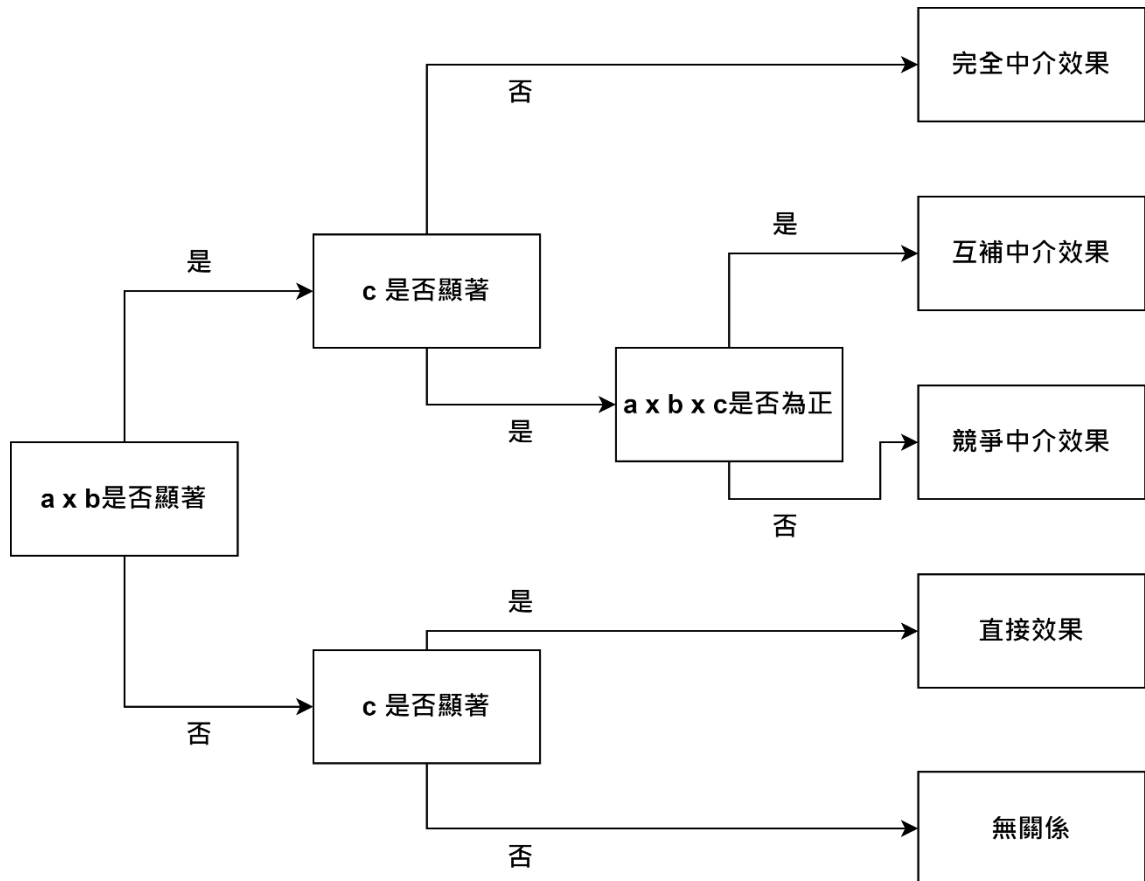 完全中介效果
否
是
互補中介效果
是
c 是否顯著
a x b x c是否為正
是
競爭中介效果
a x b是否顯著
否
直接效果
是
c 是否顯著
否
無關係
否